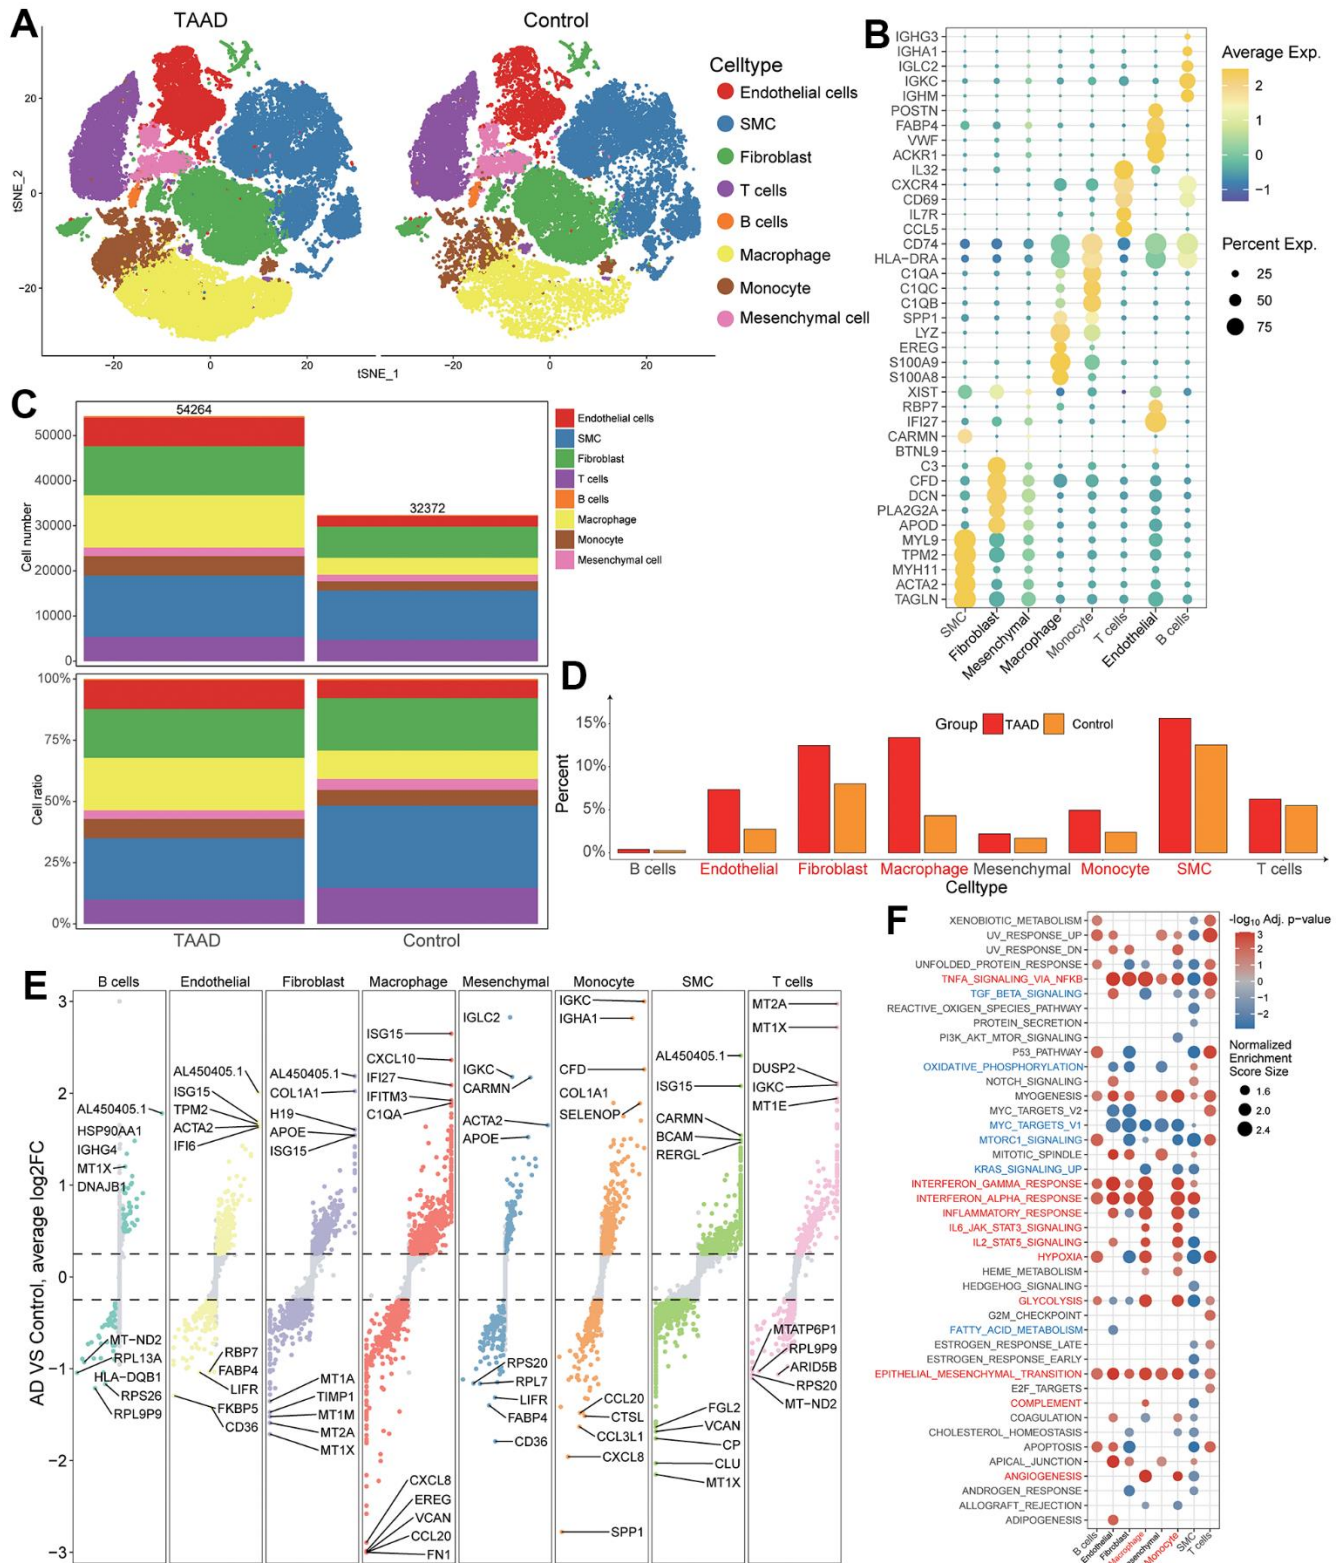 A
TAAD
Control
20
0
−20
tSNE_2
−20
0
20
−20
0
20
tSNE_1
Celltype
Endothelial cells
SMC
Fibroblast
T cells
B cells
Macrophage
Monocyte
Mesenchymal cell
B
IGHG3
IGHA1
IGLC2
IGKC
IGHM
POSTN
FABP4
VWF
ACKR1
IL32
CXCR4
CD69
IL7R
CCL5
CD74
HLA−DRA
C1QA
C1QC
C1QB
SPP1
LYZ
EREG
S100A9
S100A8
XIST
RBP7
IFI27
CARMN
BTNL9
C3
CFD
DCN
PLA2G2A
APOD
MYL9
TPM2
MYH11
ACTA2
TAGLN
SMC
Fibroblast
Mesenchymal
Macrophage
Monocyte
T cells
Endothelial
B cells
Average Exp.
2
1
0
−1
Percent Exp.
25
50
75
C
54264
32372
50000
40000
30000
20000
10000
0
Cell number
Endothelial cells
SMC
Fibroblast
T cells
B cells
Macrophage
Monocyte
Mesenchymal cell
100%
75%
50%
25%
0%
Cell ratio
TAAD
Control
D
Group TAAD Control
15%
10%
5%
0%
Percent
B cells
Endothelial
Fibroblast
Macrophage
Mesenchymal
Monocyte
SMC
T cells
Celltype
E
AD VS Control, average log2FC
3
2
1
0
−1
−2
−3
B cells
AL450405.1
HSP90AA1
IGHG4
MT1X
DNAJB1
MT−ND2
RPL13A
HLA−DQB1
RPS26
RPL9P9
Endothelial
AL450405.1
ISG15
TPM2
ACTA2
IFI6
RBP7
FABP4
LIFR
FKBP5
CD36
Fibroblast
AL450405.1
COL1A1
H19
APOE
ISG15
MT1A
TIMP1
MT1M
MT2A
MT1X
Macrophage
ISG15
CXCL10
IFI27
IFITM3
C1QA
CXCL8
EREG
VCAN
CCL20
FN1
Mesenchymal
IGLC2
IGKC
CARMN
ACTA2
APOE
RPS20
RPL7
LIFR
FABP4
CD36
Monocyte
IGKC
IGHA1
CFD
COL1A1
SELENOP
CCL20
CTSL
CCL3L1
CXCL8
SPP1
SMC
AL450405.1
ISG15
CARMN
BCAM
RERGL
FGL2
VCAN
CP
CLU
MT1X
T cells
MT2A
MT1X
DUSP2
IGKC
MT1E
MTATP6P1
RPL9P9
ARID5B
RPS20
MT−ND2
F
XENOBIOTIC_METABOLISM
UV_RESPONSE_UP
UV_RESPONSE_DN
UNFOLDED_PROTEIN_RESPONSE
TNFA_SIGNALING_VIA_NFKB
TGF_BETA_SIGNALING
REACTIVE_OXIGEN_SPECIES_PATHWAY
PROTEIN_SECRETION
PI3K_AKT_MTOR_SIGNALING
P53_PATHWAY
OXIDATIVE_PHOSPHORYLATION
NOTCH_SIGNALING
MYOGENESIS
MYC_TARGETS_V2
MYC_TARGETS_V1
MTORC1_SIGNALING
MITOTIC_SPINDLE
KRAS_SIGNALING_UP
INTERFERON_GAMMA_RESPONSE
INTERFERON_ALPHA_RESPONSE
INFLAMMATORY_RESPONSE
IL6_JAK_STAT3_SIGNALING
IL2_STAT5_SIGNALING
HYPOXIA
HEME_METABOLISM
HEDGEHOG_SIGNALING
GLYCOLYSIS
G2M_CHECKPOINT
FATTY_ACID_METABOLISM
ESTROGEN_RESPONSE_LATE
ESTROGEN_RESPONSE_EARLY
EPITHELIAL_MESENCHYMAL_TRANSITION
E2F_TARGETS
COMPLEMENT
COAGULATION
CHOLESTEROL_HOMEOSTASIS
APOPTOSIS
APICAL_JUNCTION
ANGIOGENESIS
ANDROGEN_RESPONSE
ALLOGRAFT_REJECTION
ADIPOGENESIS
B cells
Endothelial
Fibroblast
Macrophage
Mesenchymal
Monocyte
SMC
T cells
-log₁₀ Adj. p−value
3
2
1
0
−1
−2
Normalized
Enrichment
Score Size
1.6
2.0
2.4